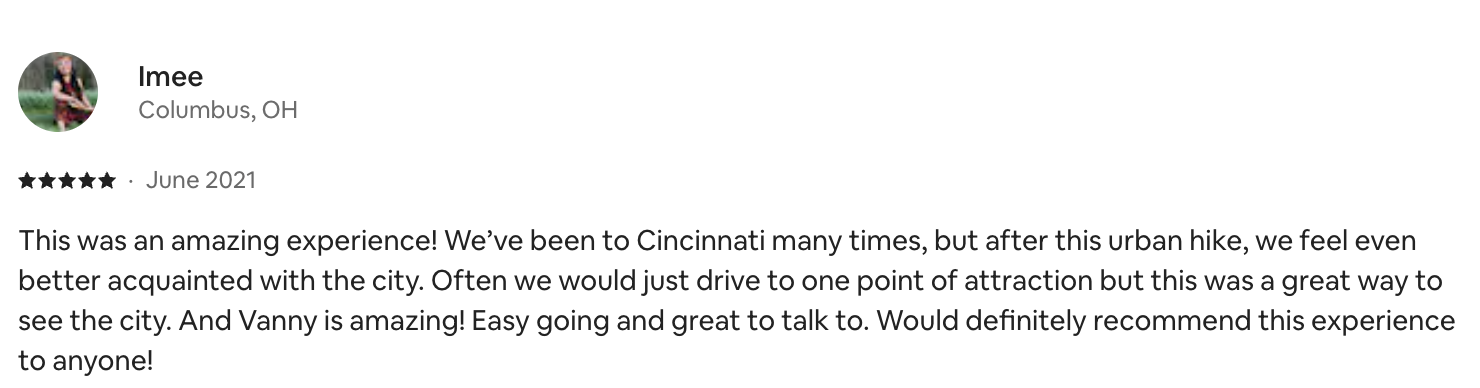 Imee
Columbus, OH
★★★★★ · June 2021
This was an amazing experience! We’ve been to Cincinnati many times, but after this urban hike, we feel even
better acquainted with the city. Often we would just drive to one point of attraction but this was a great way to
see the city. And Vanny is amazing! Easy going and great to talk to. Would definitely recommend this experience
to anyone!